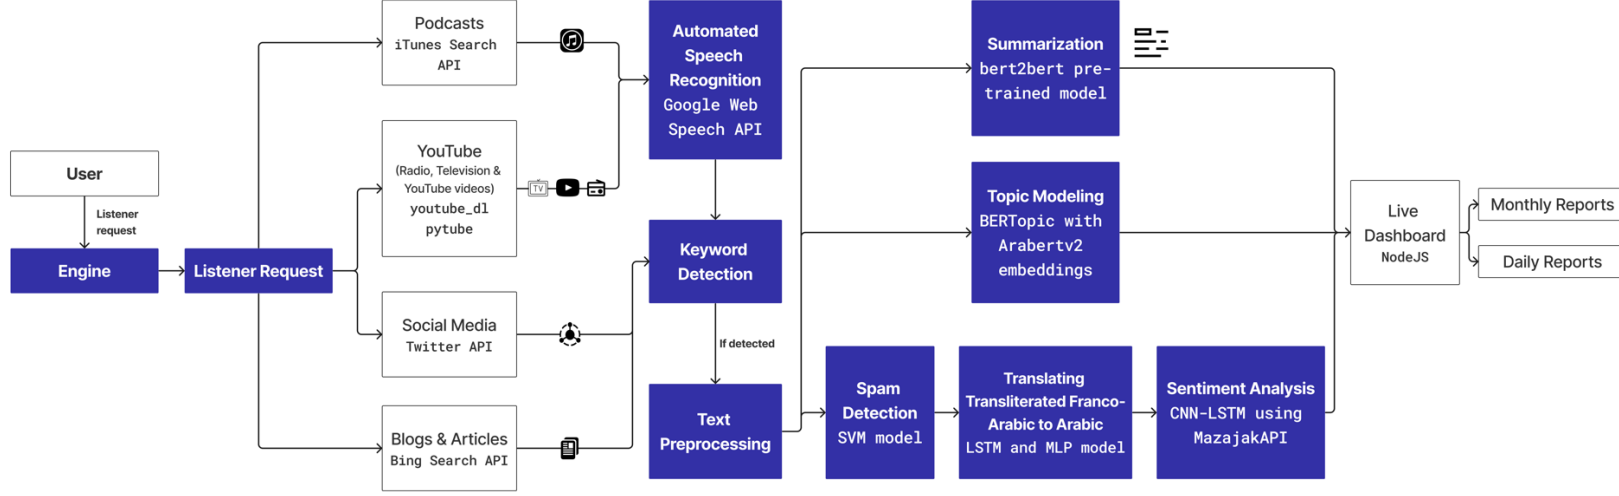 User
Listener
request
Engine
Listener Request
Podcasts
iTunes Search
API
YouTube
(Radio, Television &
YouTube videos)
youtube_dl
pytube
TV
Social Media
Twitter API
Blogs & Articles
Bing Search API
Automated
Speech
Recognition
Google Web
Speech API
Keyword
Detection
If detected
Text
Preprocessing
Summarization
bert2bert pre-
trained model
Topic Modeling
BERTopic with
Arabertv2
embeddings
Spam
Detection
SVM model
Translating
Transliterated Franco-
Arabic to Arabic
LSTM and MLP model
Sentiment Analysis
CNN-LSTM using
MazajakAPI
Live
Dashboard
NodeJS
Monthly Reports
Daily Reports